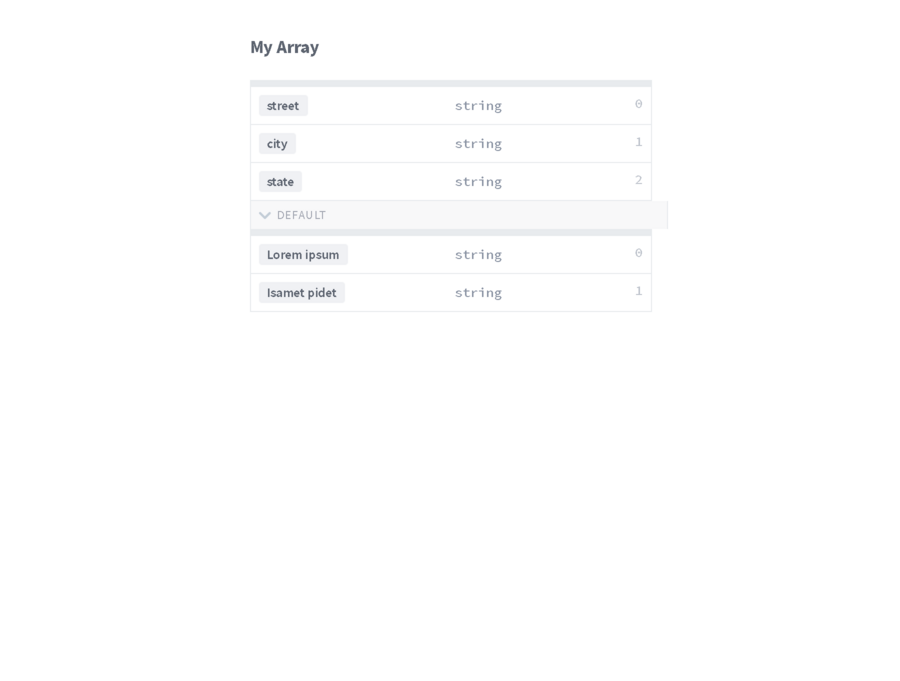 My Array
street string 0
city string 1
state string 2
DEFAULT
Lorem ipsum string 0
Isamet pidet string 1